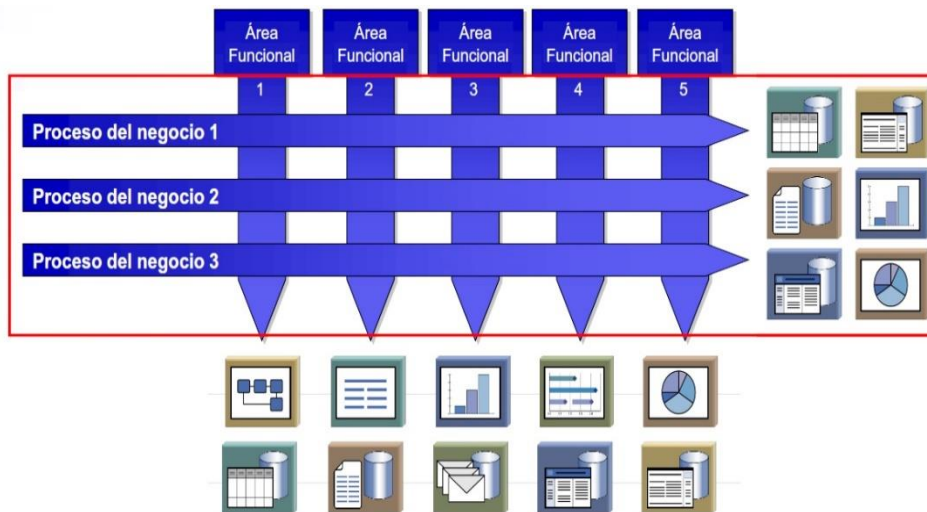 Área
Funcional
1
Área
Funcional
2
Área
Funcional
3
Área
Funcional
4
Área
Funcional
5
Proceso del negocio 1
Proceso del negocio 2
Proceso del negocio 3